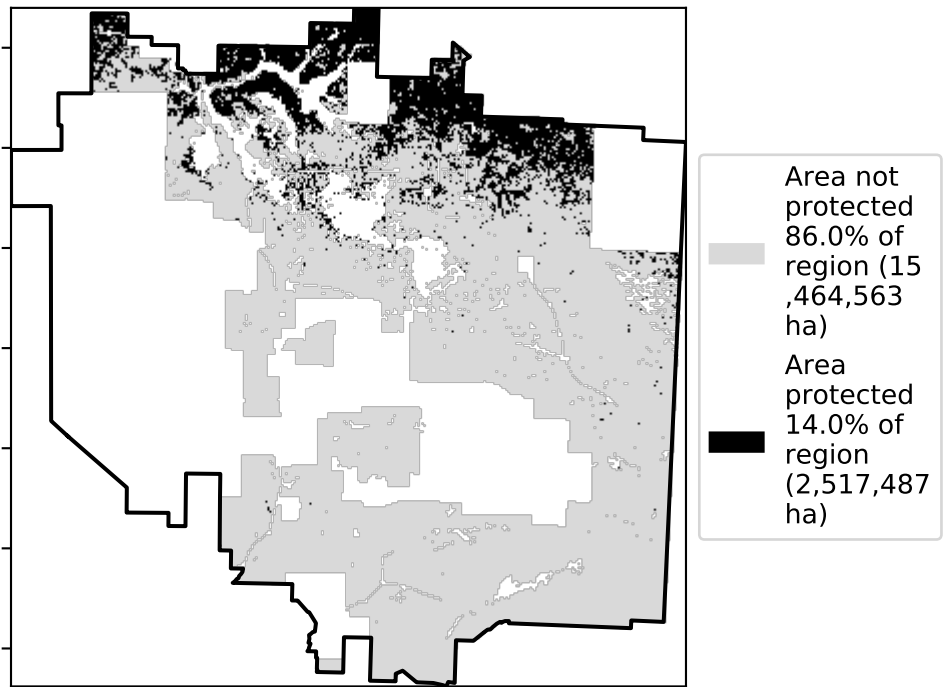 Area not
protected
86.0% of
region (15
,464,563
ha)
Area
protected
14.0% of
region
(2,517,487
ha)